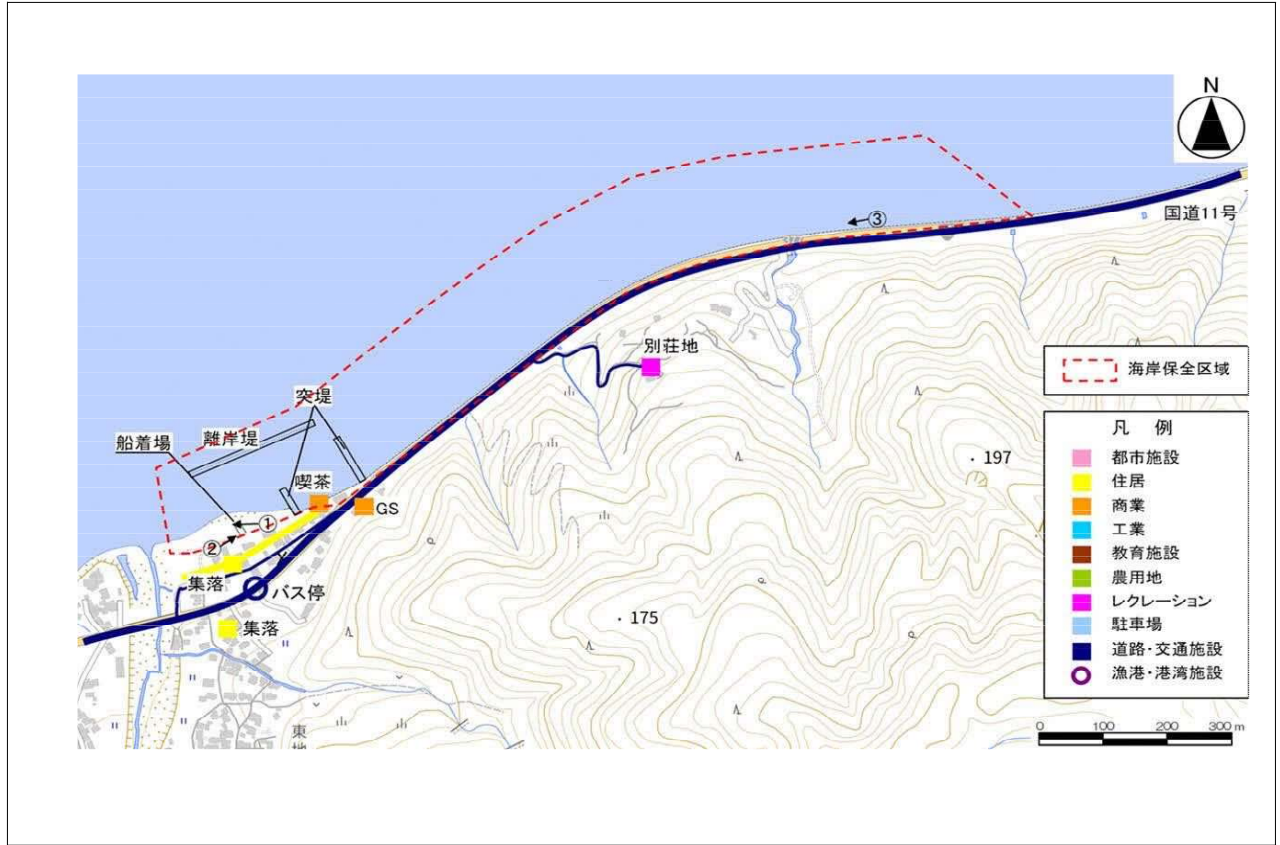 N
国道11号
③
別荘地
海岸保全区域
突堤
船着場
離岸堤
喫茶
GS
①
②
集落
バス停
集落
197
175
東
凡 例
都市施設
住居
商業
工業
教育施設
農用地
レクレーション
駐車場
道路・交通施設
漁港・港湾施設
0 100 200 300 m